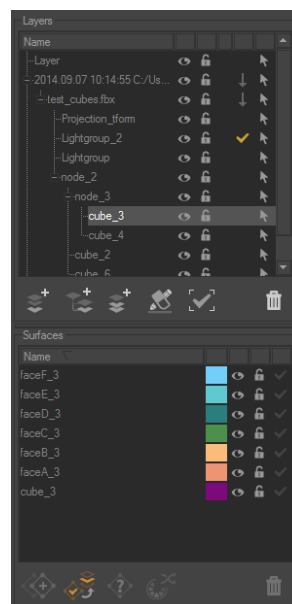 Layers
Name
Layer
2014.09.07 10:14:55 C:/Us...
test_cubes.fbx
Projection_tform
Lightgroup_2
Lightgroup
node_2
node_3
cube_3
cube_4
cube_2
cube_6
Surfaces
Name
faceF_3
faceE_3
faceD_3
faceC_3
faceB_3
faceA_3
cube_3